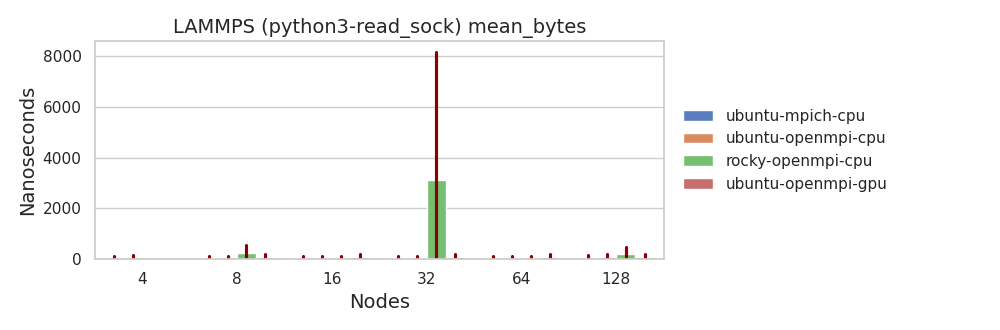 LAMMPS (python3-read_sock) mean_bytes
8000
6000
4000
2000
0
Nanoseconds
4 8 16 32 64 128
Nodes
ubuntu-mpich-cpu
ubuntu-openmpi-cpu
rocky-openmpi-cpu
ubuntu-openmpi-gpu